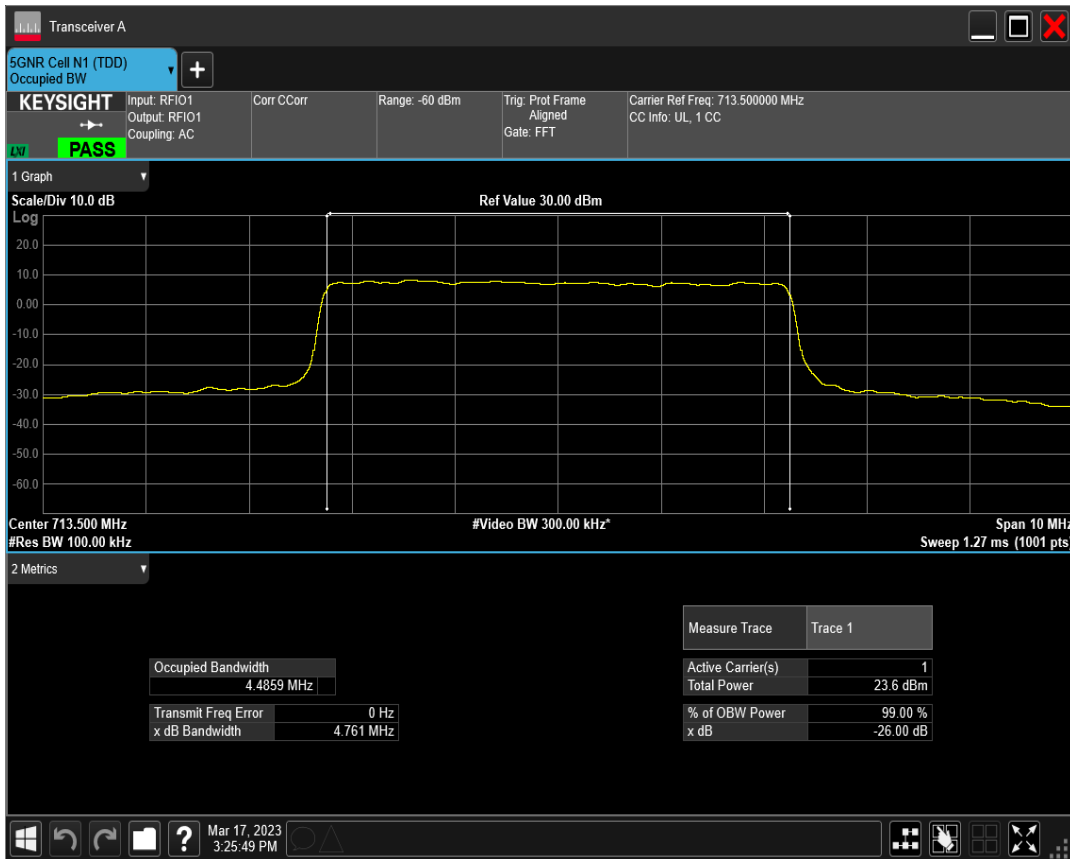 Transceiver A
5GNR Cell N1 (TDD)
Occupied BW
+
KEYSIGHT
LXI
PASS
Input: RFIO1
Output: RFIO1
Coupling: AC
Corr CCorr
Range: -60 dBm
Trig: Prot Frame
Aligned
Gate: FFT
Carrier Ref Freq: 713.500000 MHz
CC Info: UL, 1 CC
1 Graph
Scale/Div 10.0 dB
Ref Value 30.00 dBm
Log
20.0
10.0
0.00
-10.0
-20.0
-30.0
-40.0
-50.0
-60.0
Center 713.500 MHz
#Video BW 300.00 kHz*
Span 10 MHz
#Res BW 100.00 kHz
Sweep 1.27 ms (1001 pts)
2 Metrics
Measure Trace Trace 1
Occupied Bandwidth
4.4859 MHz
Active Carrier(s) 1
Total Power 23.6 dBm
Transmit Freq Error 0 Hz
x dB Bandwidth 4.761 MHz
% of OBW Power 99.00 %
x dB -26.00 dB
?
Mar 17, 2023
3:25:49 PM